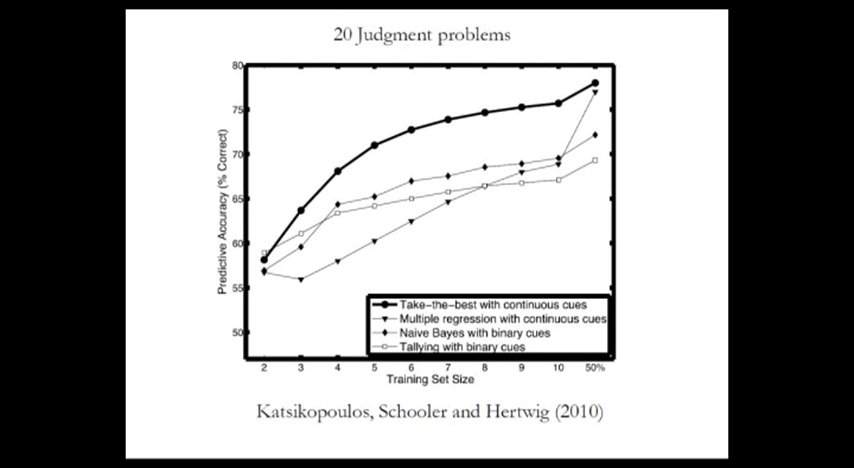 20 Judgment problems
80
75
70
65
60
55
50
Predictive Accuracy (% Correct)
Take-the-best with continuous cues
Multiple regression with continuous cues
Naive Bayes with binary cues
Tallying with binary cues
2 3 4 5 6 7 8 9 10 50%
Training Set Size
Katsikopoulos, Schooler and Hertwig (2010)